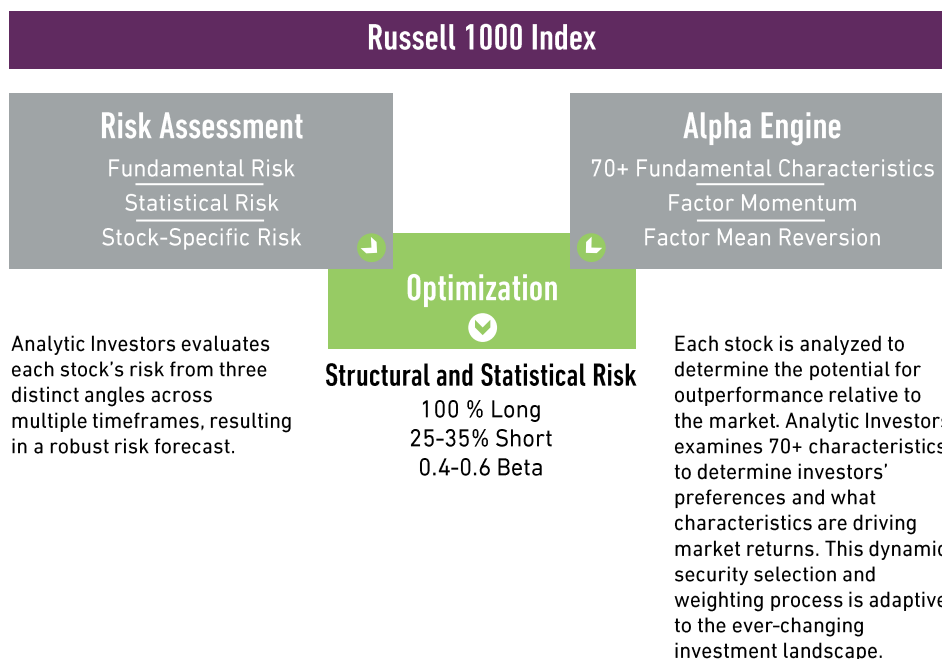 Russell 1000 Index
Risk Assessment
Fundamental Risk
Statistical Risk
Stock-Specific Risk
Alpha Engine
70+ Fundamental Characteristics
Factor Momentum
Factor Mean Reversion
Optimization
Structural and Statistical Risk
100 % Long
25-35% Short
0.4-0.6 Beta
Analytic Investors evaluates
each stock’s risk from three
distinct angles across
multiple timeframes, resulting
in a robust risk forecast.
Each stock is analyzed to
determine the potential for
outperformance relative to
the market. Analytic Investors
examines 70+ characteristics
to determine investors’
preferences and what
characteristics are driving
market returns. This dynamic
security selection and
weighting process is adaptive
to the ever-changing
investment landscape.